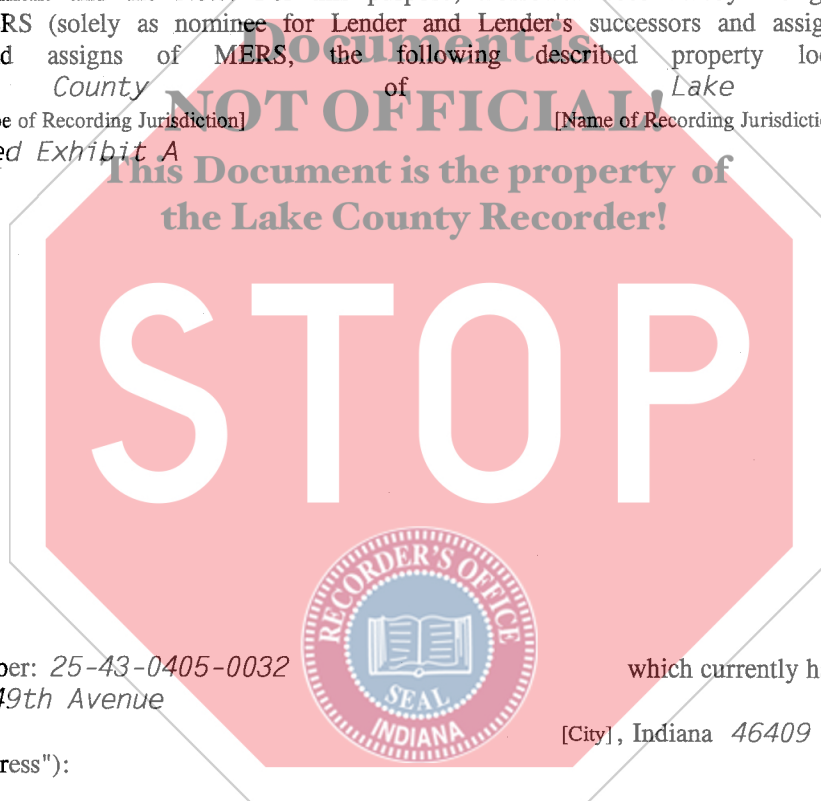 RS (solely as nominee for Lender and Lender's successors and assig
Document is
d assigns of MERS, the following described property lo
County of Lake
NOT OFFICIAL!
e of Recording Jurisdiction] [Name of Recording Jurisdictio
ed Exhibit A
This Document is the property of
the Lake County Recorder!
STOP
RECORDER'S OFFICE
SEAL
INDIANA
ber: 25-43-0405-0032 which currently h
49th Avenue
[City], Indiana 46409
ress"):